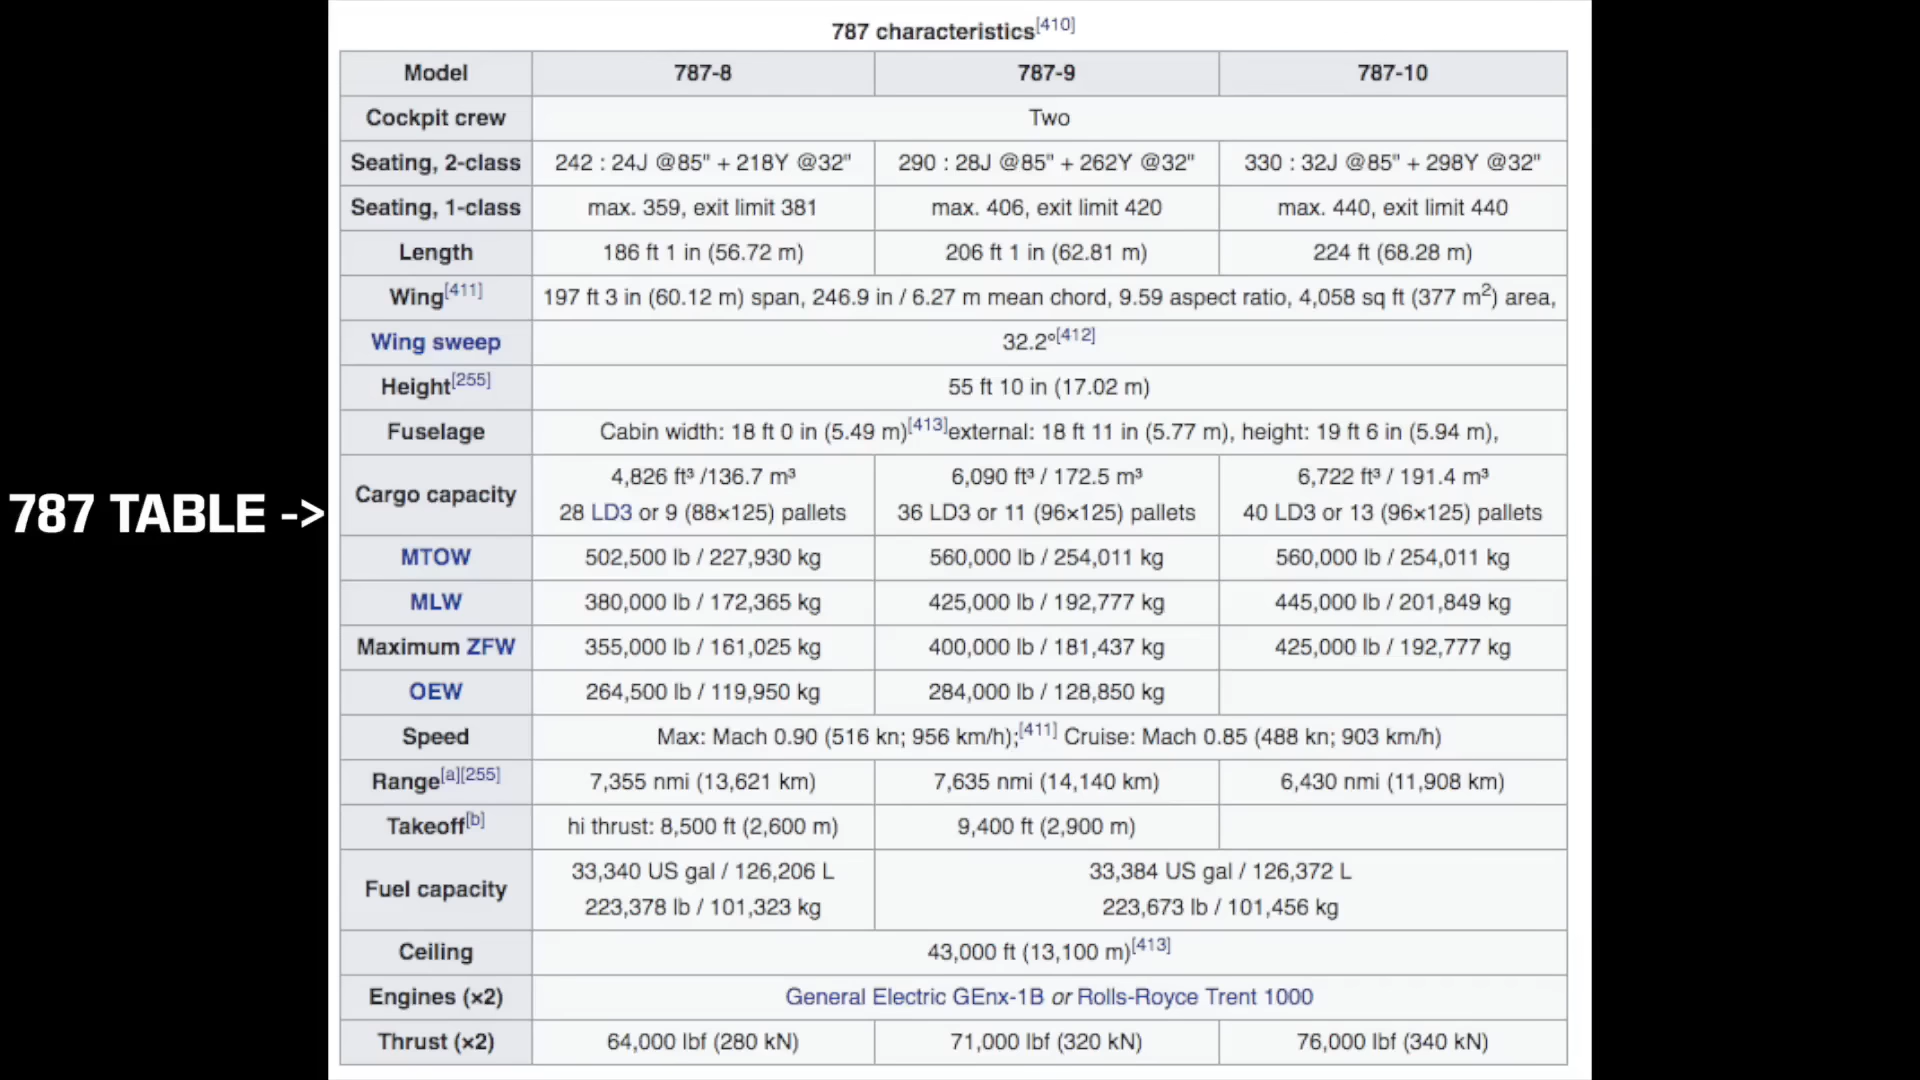 787 characteristics[410]
Model 787-8 787-9 787-10
Cockpit crew Two
Seating, 2-class 242 : 24J @85" + 218Y @32" 290 : 28J @85" + 262Y @32" 330 : 32J @85" + 298Y @32"
Seating, 1-class max. 359, exit limit 381 max. 406, exit limit 420 max. 440, exit limit 440
Length 186 ft 1 in (56.72 m) 206 ft 1 in (62.81 m) 224 ft (68.28 m)
Wing[411] 197 ft 3 in (60.12 m) span, 246.9 in / 6.27 m mean chord, 9.59 aspect ratio, 4,058 sq ft (377 m2) area,
Wing sweep 32.2º[412]
Height[255] 55 ft 10 in (17.02 m)
Fuselage Cabin width: 18 ft 0 in (5.49 m)[413]external: 18 ft 11 in (5.77 m), height: 19 ft 6 in (5.94 m),
Cargo capacity 4,826 ft³ /136.7 m³ 6,090 ft³ / 172.5 m³ 6,722 ft³ / 191.4 m³
28 LD3 or 9 (88×125) pallets 36 LD3 or 11 (96×125) pallets 40 LD3 or 13 (96×125) pallets
787 TABLE ->
MTOW 502,500 lb / 227,930 kg 560,000 lb / 254,011 kg 560,000 lb / 254,011 kg
MLW 380,000 lb / 172,365 kg 425,000 lb / 192,777 kg 445,000 lb / 201,849 kg
Maximum ZFW 355,000 lb / 161,025 kg 400,000 lb / 181,437 kg 425,000 lb / 192,777 kg
OEW 264,500 lb / 119,950 kg 284,000 lb / 128,850 kg
Speed Max: Mach 0.90 (516 kn; 956 km/h);[411] Cruise: Mach 0.85 (488 kn; 903 km/h)
Range[a][255] 7,355 nmi (13,621 km) 7,635 nmi (14,140 km) 6,430 nmi (11,908 km)
Takeoff[b] hi thrust: 8,500 ft (2,600 m) 9,400 ft (2,900 m)
Fuel capacity 33,340 US gal / 126,206 L 33,384 US gal / 126,372 L
223,378 lb / 101,323 kg 223,673 lb / 101,456 kg
Ceiling 43,000 ft (13,100 m)[413]
Engines (×2) General Electric GEnx-1B or Rolls-Royce Trent 1000
Thrust (×2) 64,000 lbf (280 kN) 71,000 lbf (320 kN) 76,000 lbf (340 kN)